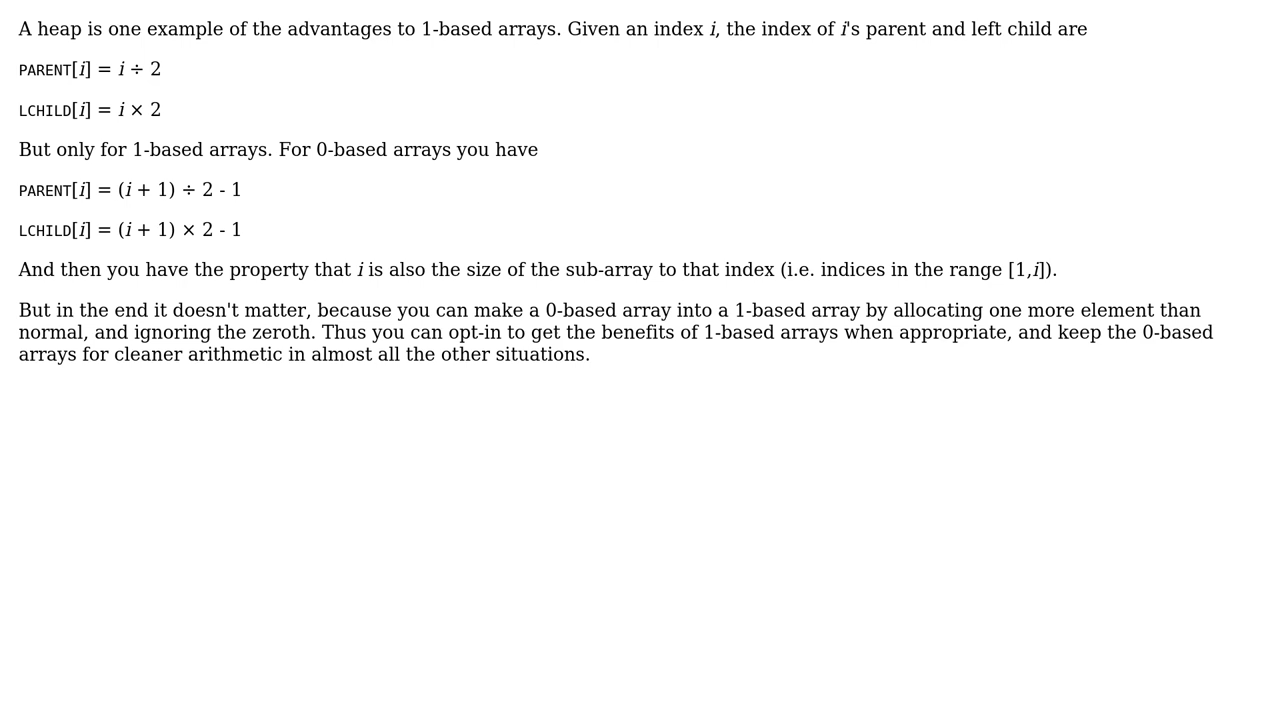 A heap is one example of the advantages to 1-based arrays. Given an index i, the index of i's parent and left child are
PARENT[i] = i ÷ 2
LCHILD[i] = i × 2
But only for 1-based arrays. For 0-based arrays you have
PARENT[i] = (i + 1) ÷ 2 - 1
LCHILD[i] = (i + 1) × 2 - 1
And then you have the property that i is also the size of the sub-array to that index (i.e. indices in the range [1,i]).
But in the end it doesn't matter, because you can make a 0-based array into a 1-based array by allocating one more element than
normal, and ignoring the zeroth. Thus you can opt-in to get the benefits of 1-based arrays when appropriate, and keep the 0-based
arrays for cleaner arithmetic in almost all the other situations.